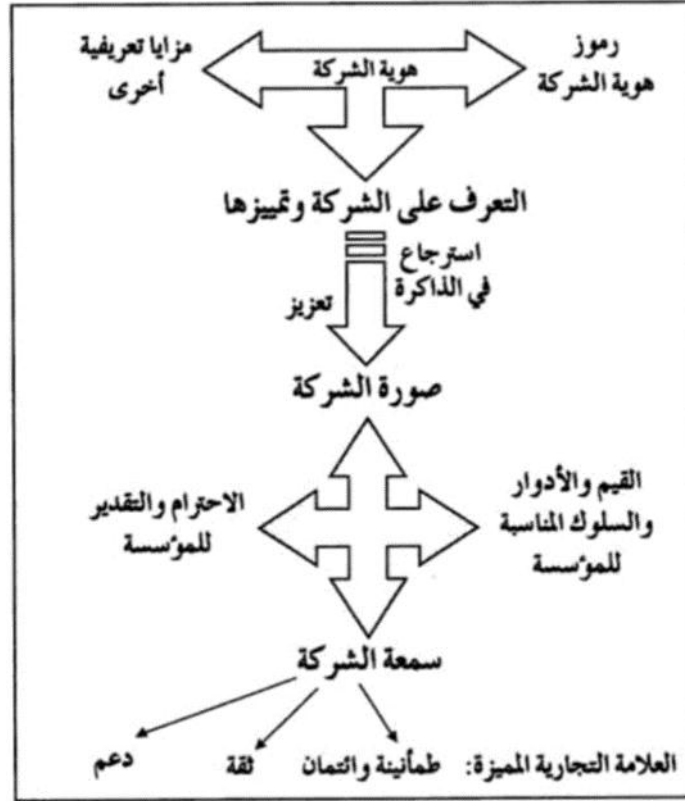 رموز
هوية الشركة
هوية الشركة
مزايا تعريفية
أخرى
التعرف على الشركة وتمييزها
استرجاع
في الذاكرة
تعزيز
صورة الشركة
القيم والأدوار
والسلوك المناسبة
للمؤسسة
الاحترام والتقدير
للمؤسسة
سمعة الشركة
العلامة التجارية المميزة: طمأنينة وائتمان ثقة دعم